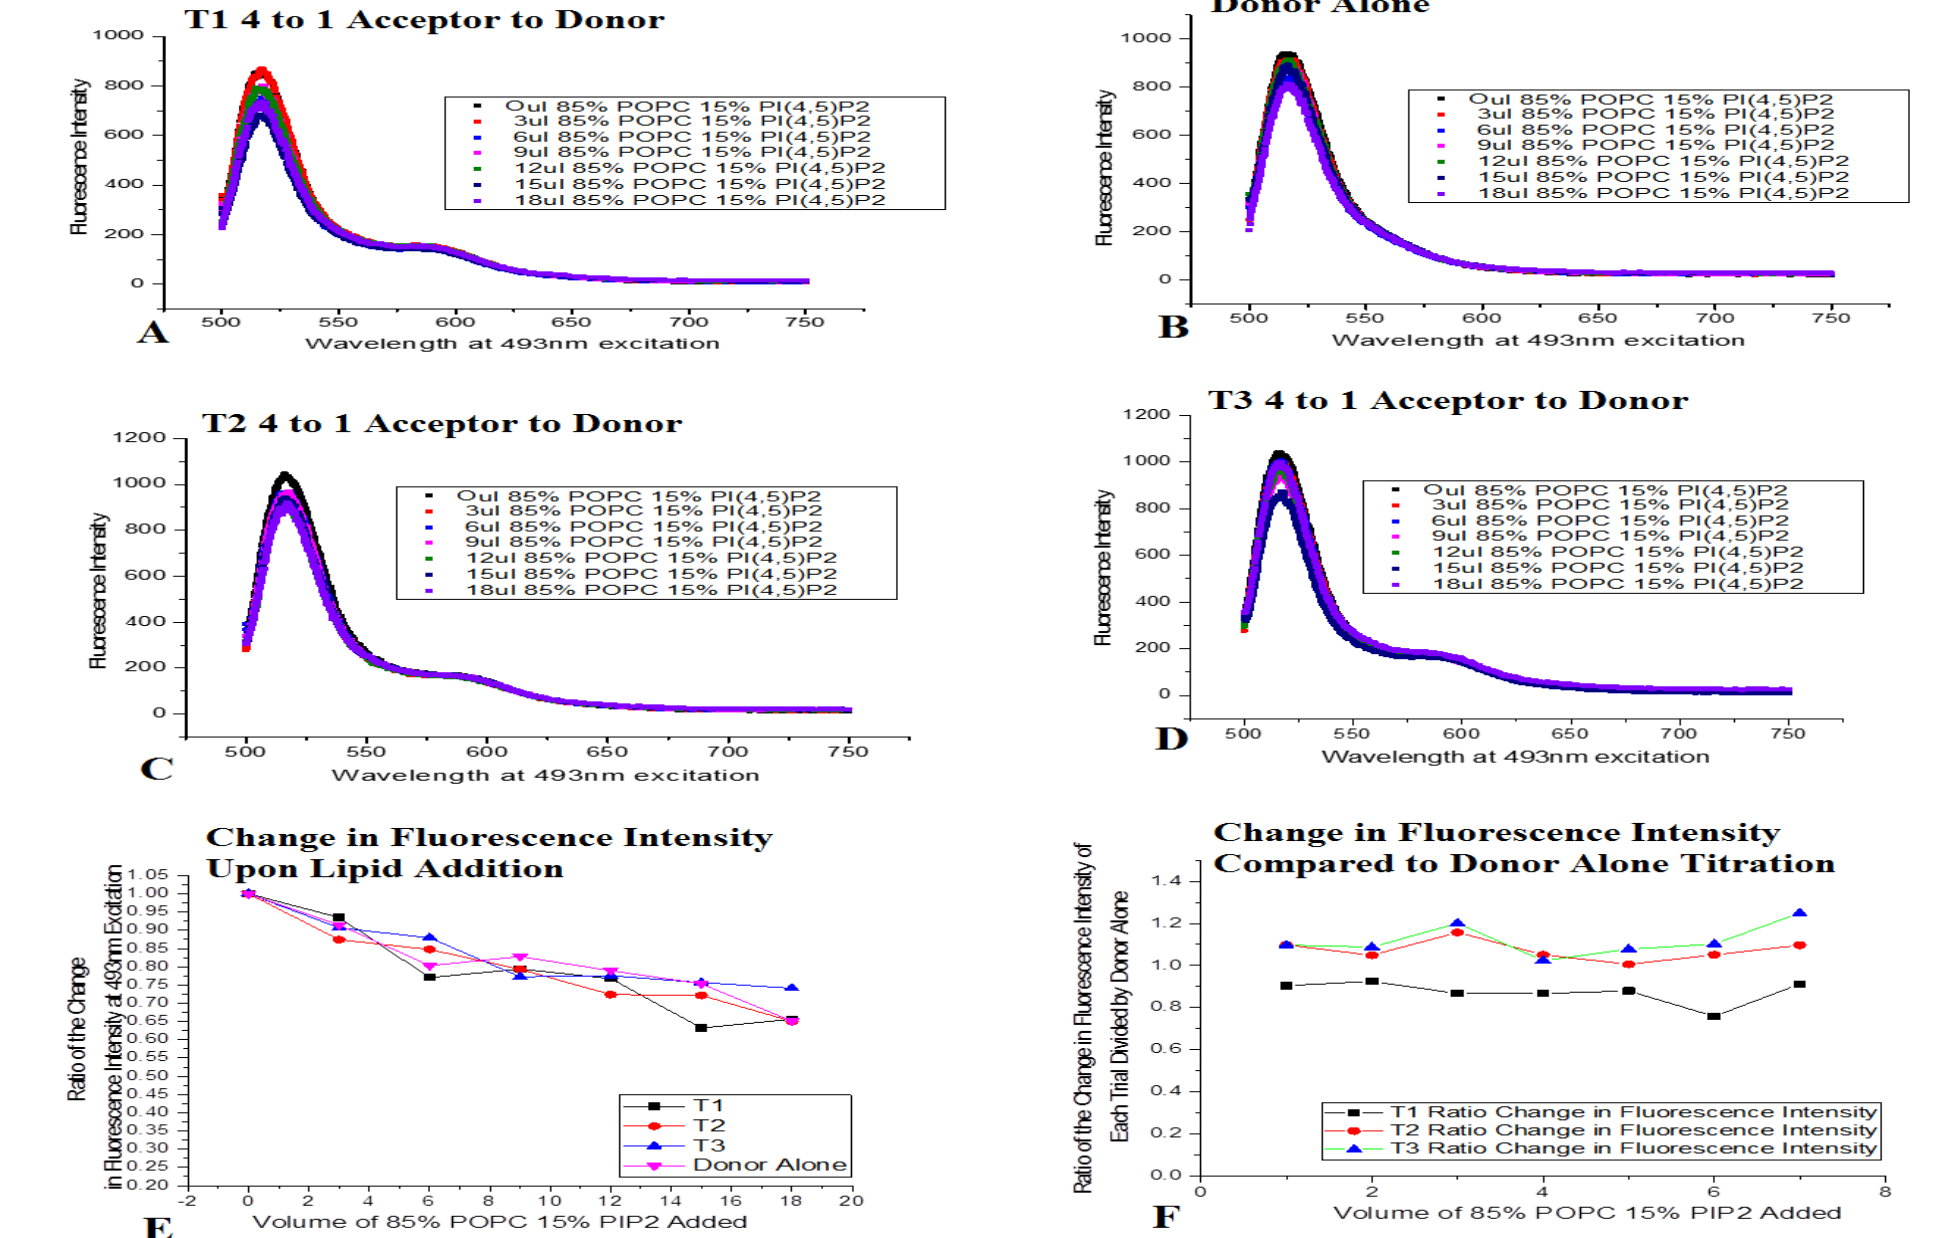 T1 4 to 1 Acceptor to Donor
1000
800
600
400
200
0
Fluorescence Intensity
Oul 85% POPC 15% PI(4,5)P2
3ul 85% POPC 15% PI(4,5)P2
6ul 85% POPC 15% PI(4,5)P2
9ul 85% POPC 15% PI(4,5)P2
12ul 85% POPC 15% PI(4,5)P2
15ul 85% POPC 15% PI(4,5)P2
18ul 85% POPC 15% PI(4,5)P2
500 550 600 650 700 750
Wavelength at 493nm excitation
A
Donor Alone
1000
800
600
400
200
0
Fluorescence Intensity
Oul 85% POPC 15% PI(4,5)P2
3ul 85% POPC 15% PI(4,5)P2
6ul 85% POPC 15% PI(4,5)P2
9ul 85% POPC 15% PI(4,5)P2
12ul 85% POPC 15% PI(4,5)P2
15ul 85% POPC 15% PI(4,5)P2
18ul 85% POPC 15% PI(4,5)P2
500 550 600 650 700 750
Wavelength at 493nm excitation
B
T2 4 to 1 Acceptor to Donor
1200
1000
800
600
400
200
0
Fluorescence Intensity
Oul 85% POPC 15% PI(4,5)P2
3ul 85% POPC 15% PI(4,5)P2
6ul 85% POPC 15% PI(4,5)P2
9ul 85% POPC 15% PI(4,5)P2
12ul 85% POPC 15% PI(4,5)P2
15ul 85% POPC 15% PI(4,5)P2
18ul 85% POPC 15% PI(4,5)P2
500 550 600 650 700 750
Wavelength at 493nm excitation
C
T3 4 to 1 Acceptor to Donor
1200
1000
800
600
400
200
0
Fluorescence Intensity
Oul 85% POPC 15% PI(4,5)P2
3ul 85% POPC 15% PI(4,5)P2
6ul 85% POPC 15% PI(4,5)P2
9ul 85% POPC 15% PI(4,5)P2
12ul 85% POPC 15% PI(4,5)P2
15ul 85% POPC 15% PI(4,5)P2
18ul 85% POPC 15% PI(4,5)P2
500 550 600 650 700 750
Wavelength at 493nm excitation
D
Change in Fluorescence Intensity
Upon Lipid Addition
Ratio of the Change
in Fluorescence Intensity at 493nm Excitation
1.05
1.00
0.95
0.90
0.85
0.80
0.75
0.70
0.65
0.60
0.55
0.50
0.45
0.40
0.35
0.30
0.25
0.20
T1
T2
T3
Donor Alone
-2 0 2 4 6 8 10 12 14 16 18 20
Volume of 85% POPC 15% PIP2 Added
E
Change in Fluorescence Intensity
Compared to Donor Alone Titration
Ratio of the Change in Fluorescence Intensity of
Each Trial Divided by Donor Alone
1.4
1.2
1.0
0.8
0.6
0.4
0.2
0.0
T1 Ratio Change in Fluorescence Intensity
T2 Ratio Change in Fluorescence Intensity
T3 Ratio Change in Fluorescence Intensity
0 2 4 6 8
Volume of 85% POPC 15% PIP2 Added
F